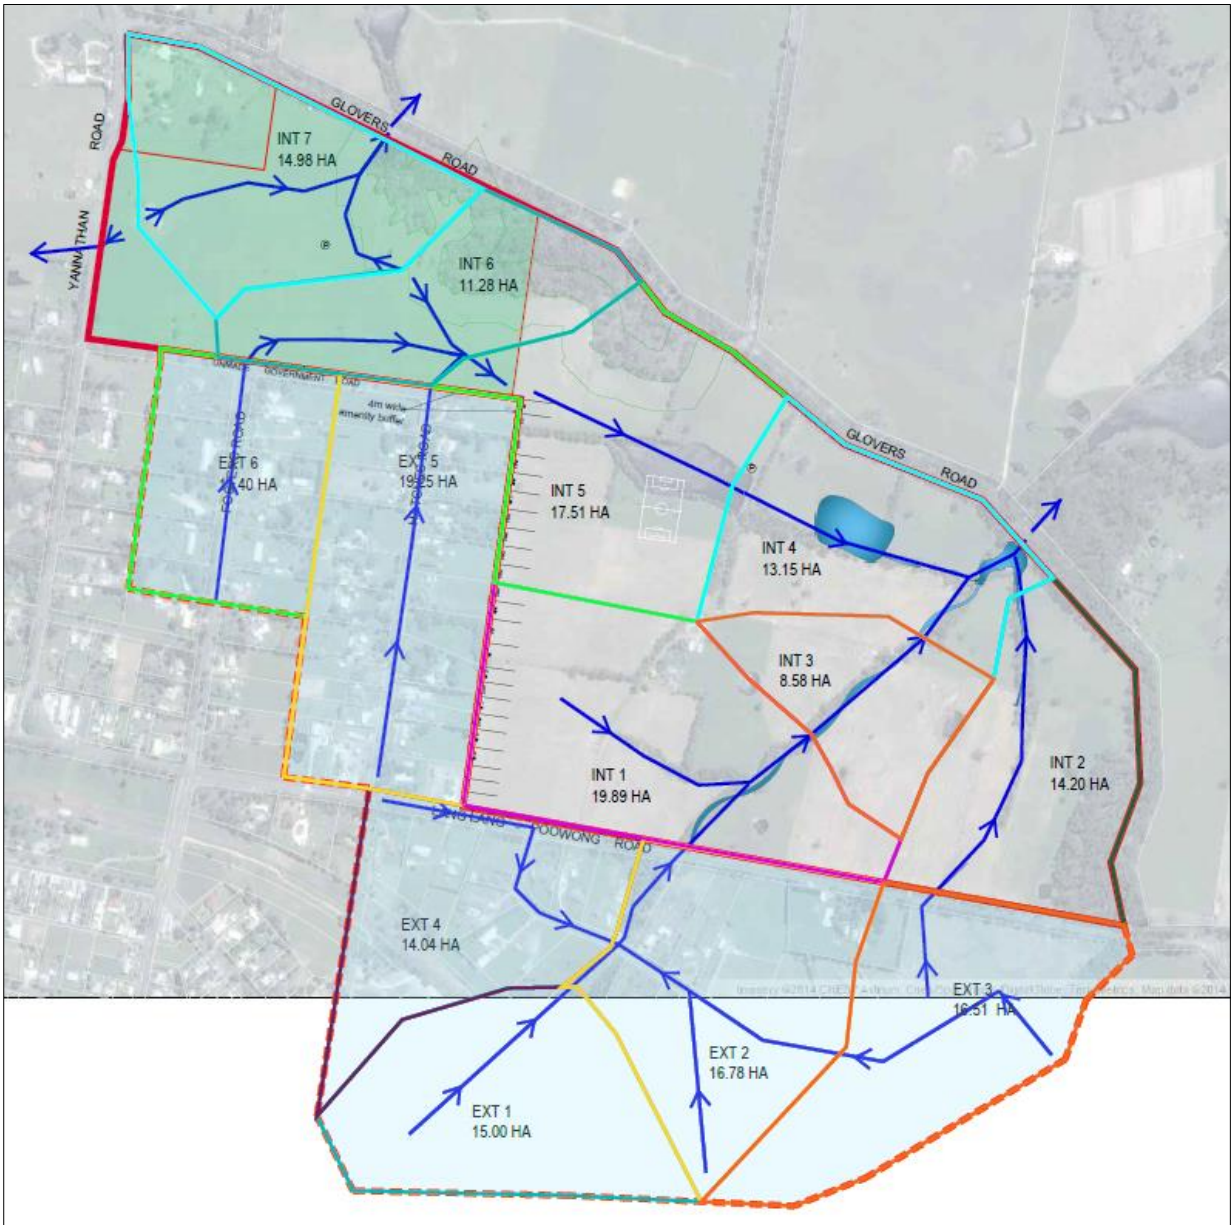 GLOVERS
ROAD
ROAD
YANNATHAN
INT 7
14.98 HA
INT 6
11.28 HA
UNMADE GOVERNMENT
4m wide
amenity buffer
EXT 6
EXT 5
INT 5
17.51 HA
GLOVERS
ROAD
INT 4
13.15 HA
INT 3
8.58 HA
INT 1
19.89 HA
INT 2
14.20 HA
LANG LANG POOWONG ROAD
EXT 4
14.04 HA
EXT 3
16.51 HA
EXT 2
16.78 HA
EXT 1
15.00 HA